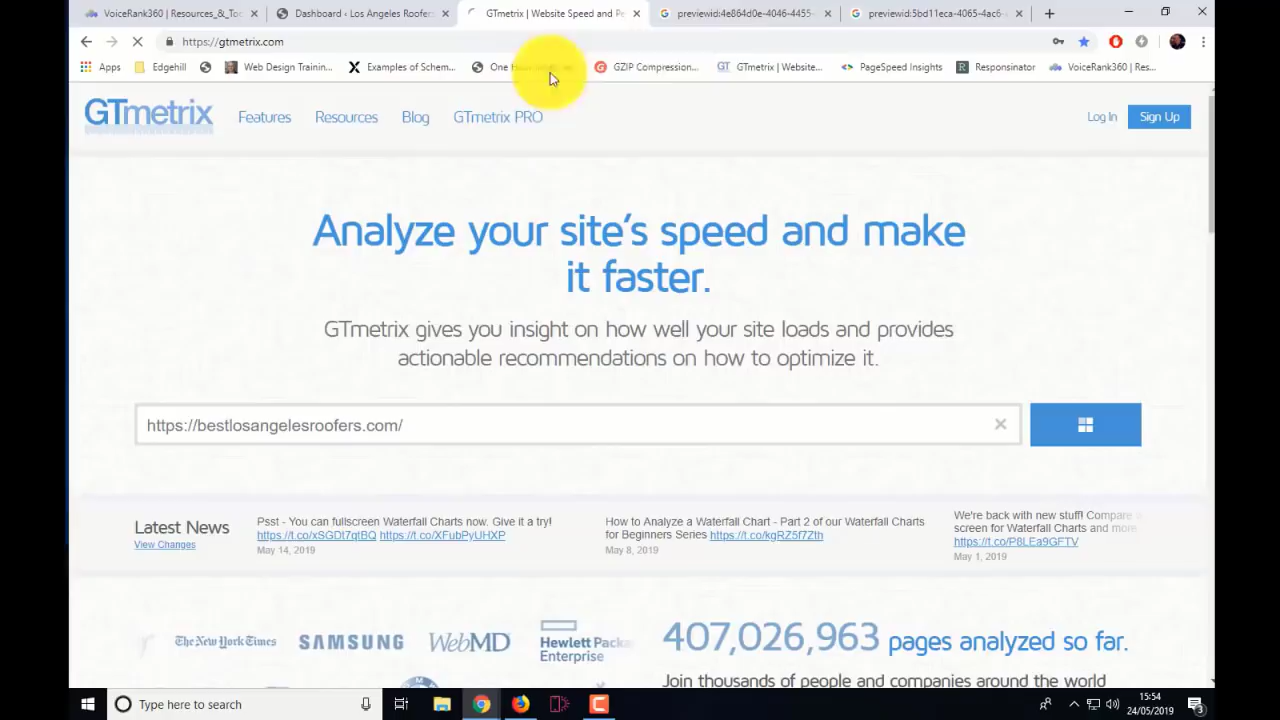 VoiceRank360 | Resources_&_Too
Dashboard ‹ Los Angeles Roofers
GTmetrix | Website Speed and Pe
previewid:4e864d0e-4046-4455-
previewid:5bd11eca-4065-4ac6-
https://gtmetrix.com
Apps
Edgehill
Web Design Trainin...
Examples of Schem...
One
GZIP Compression...
GTmetrix | Website...
PageSpeed Insights
Responsinator
VoiceRank360 | Res...
GTmetrix
Features
Resources
Blog
GTmetrix PRO
Log In
Sign Up
Analyze your site's speed and make
it faster.
GTmetrix gives you insight on how well your site loads and provides
actionable recommendations on how to optimize it.
https://bestlosangelesroofers.com/
Latest News
View Changes
Psst - You can fullscreen Waterfall Charts now. Give it a try!
https://t.co/xSGDt7qtBQ https://t.co/XFubPyUHXP
May 14, 2019
How to Analyze a Waterfall Chart - Part 2 of our Waterfall Charts
for Beginners Series https://t.co/kgRZ5f7Zth
May 8, 2019
We're back with new stuff! Compare
screen for Waterfall Charts and more
https://t.co/P8LEa9GFTV
May 1, 2019
The New York Times
SAMSUNG
WebMD
Hewlett Packa
Enterprise
407,026,963 pages analyzed so far.
Join thousands of people and companies around the world
Type here to search
15:54
24/05/2019
3